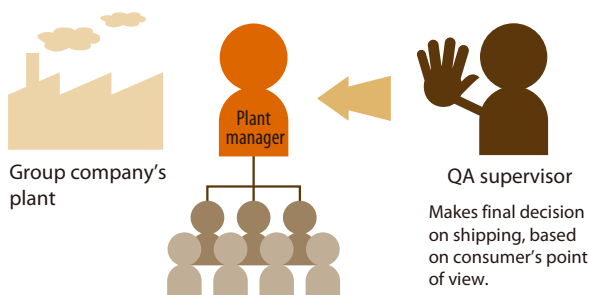 Group company's
plant
Plant
manager
QA supervisor
Makes final decision
on shipping, based
on consumer's point
of view.